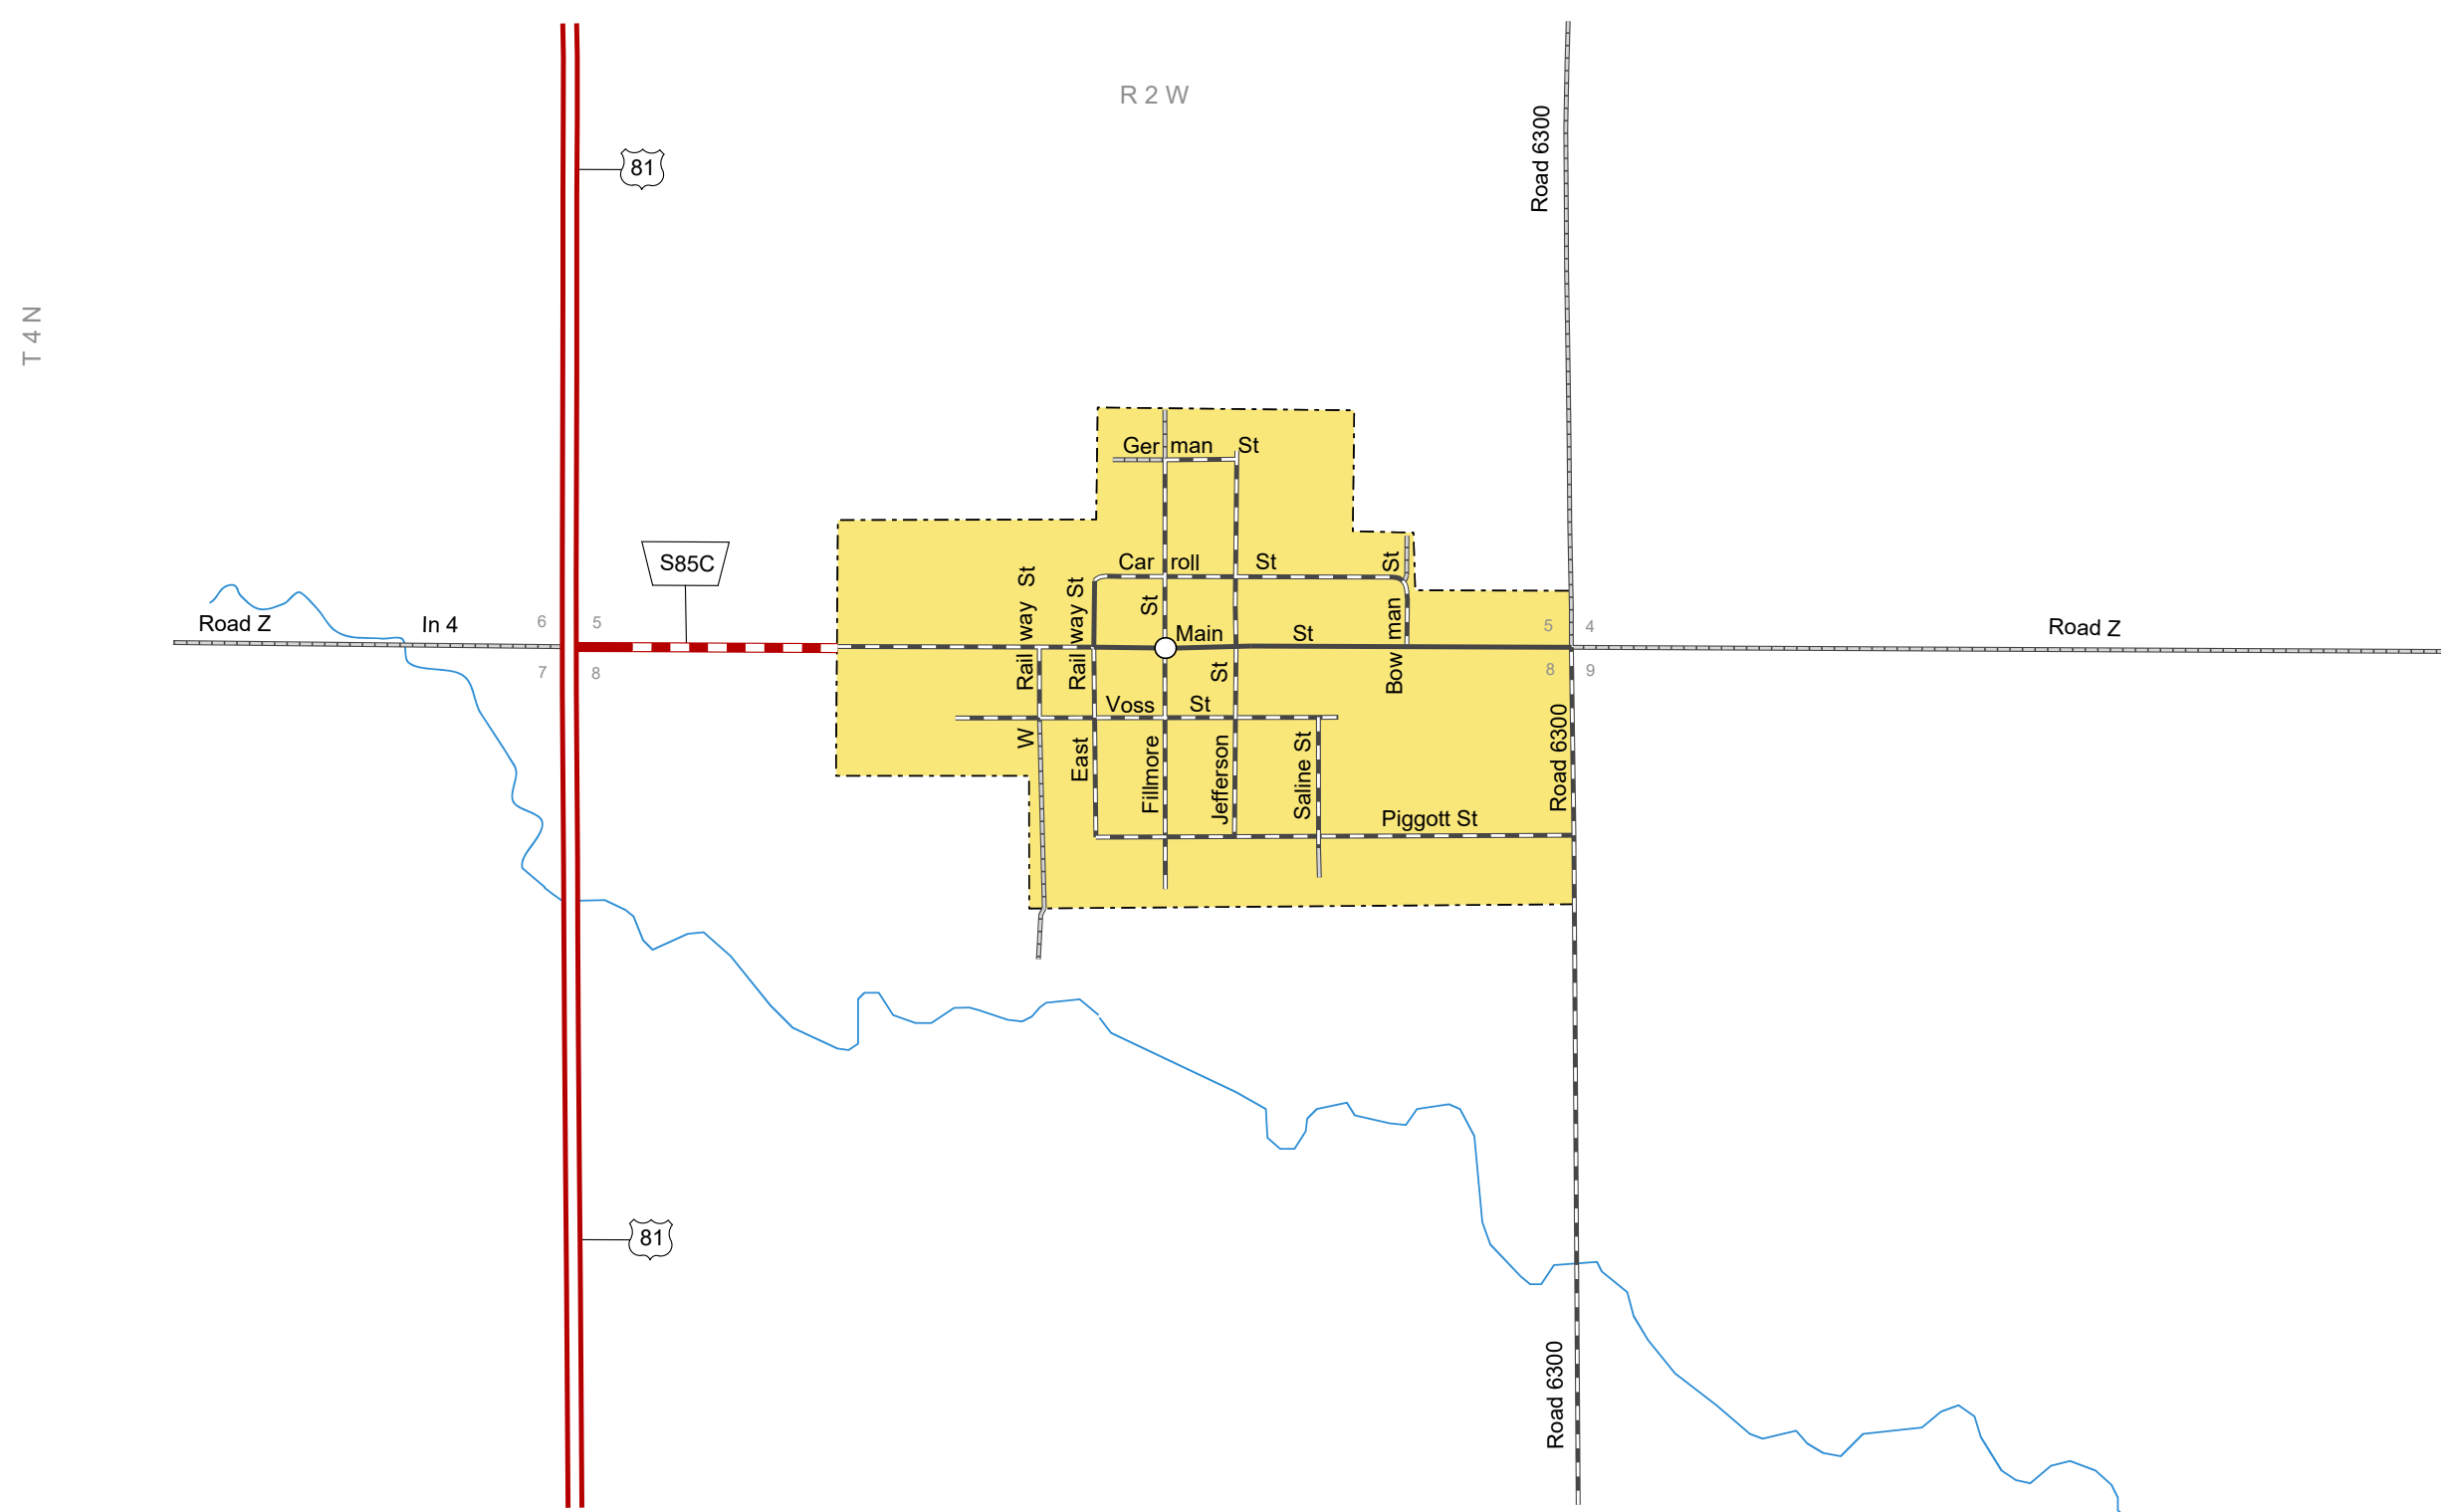 R 2 W
Road 6300
81
T 4 N
German St
S85C
Carroll St
W Railway St
East Railway St
Bowman St
Road Z
In 4
6
5
Main St
5
4
Road Z
7
8
8
9
Voss St
Fillmore St
Jefferson St
Saline St
Road 6300
Piggott St
81
Road 6300